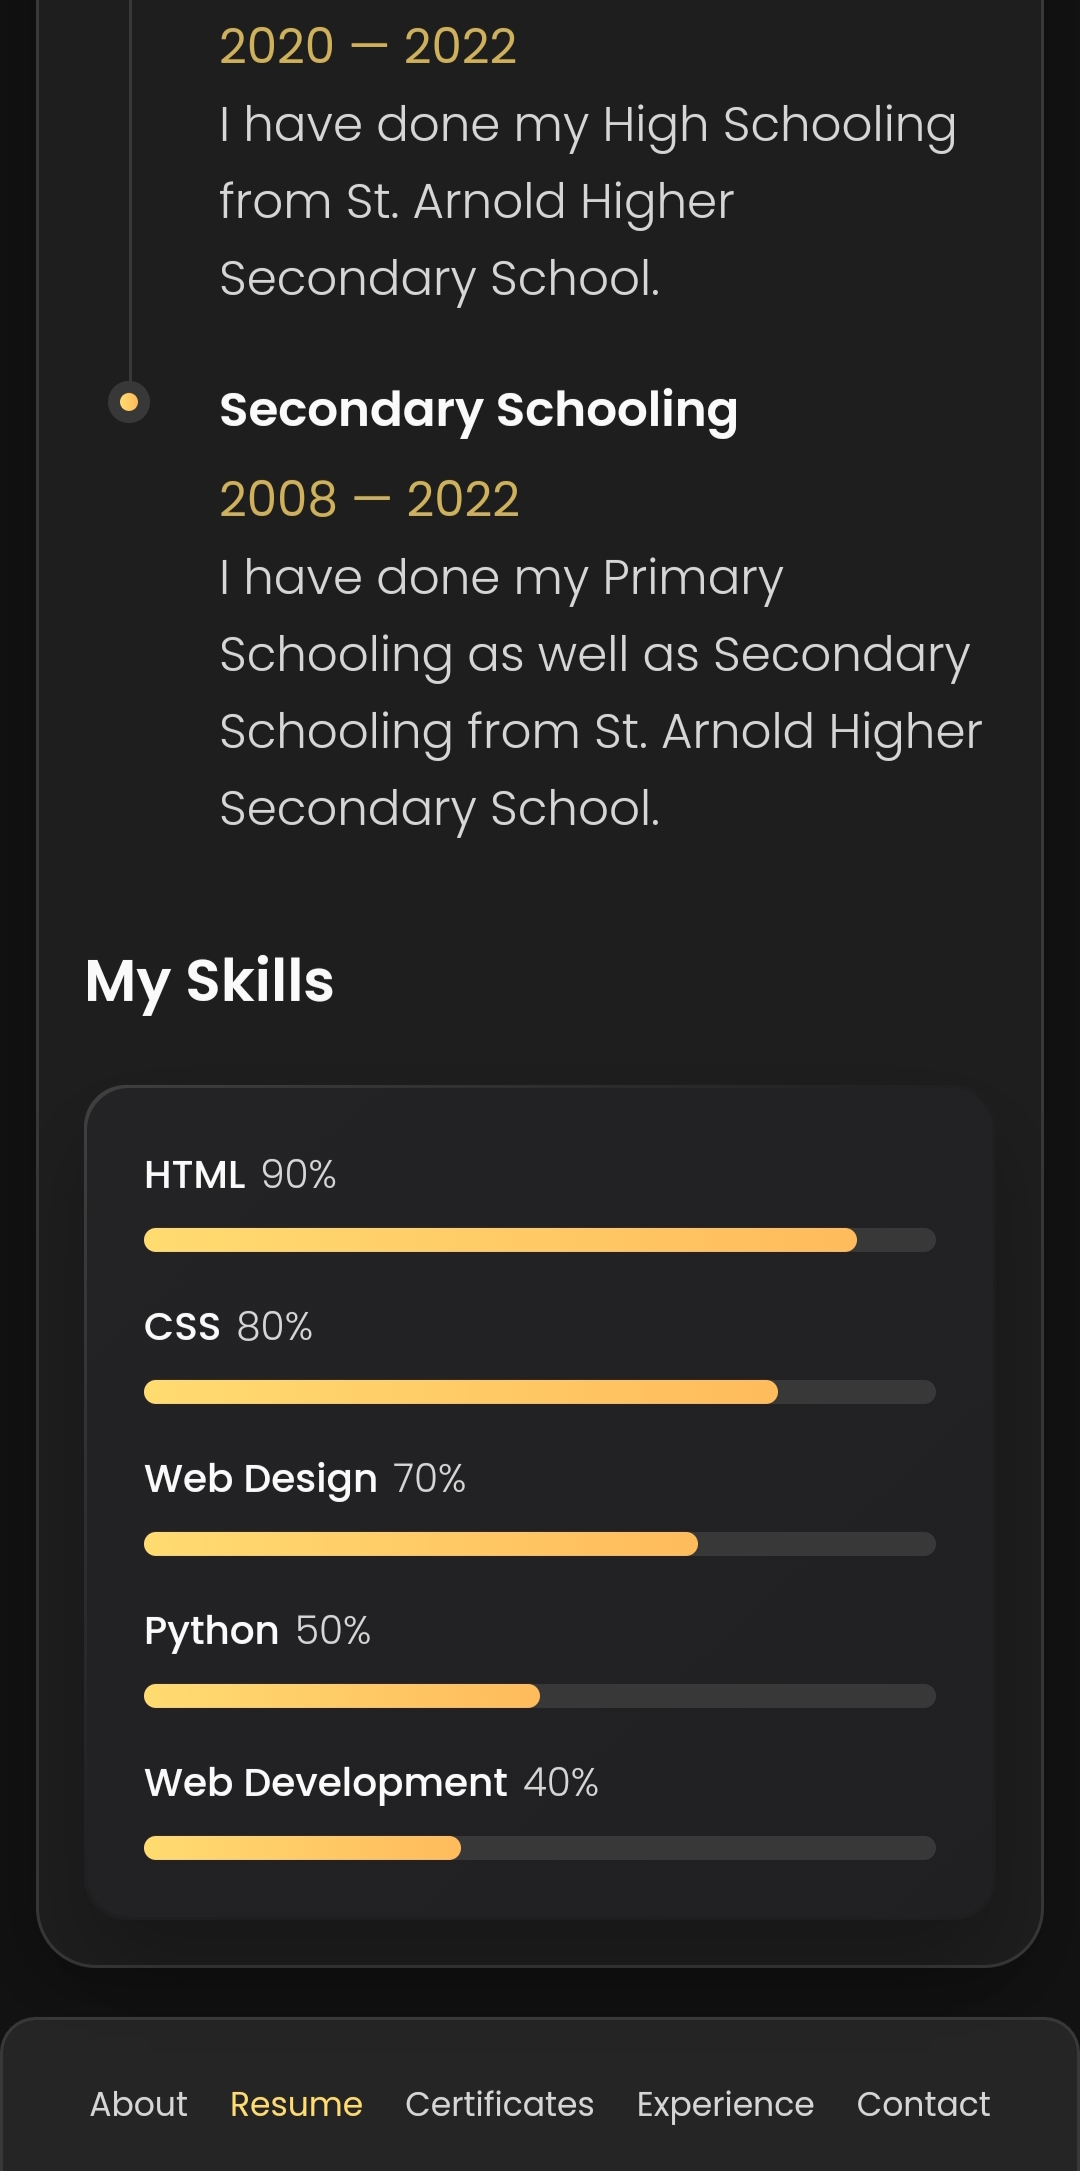 2020 — 2022
I have done my High Schooling
from St. Arnold Higher
Secondary School.
Secondary Schooling
2008 — 2022
I have done my Primary
Schooling as well as Secondary
Schooling from St. Arnold Higher
Secondary School.
My Skills
HTML 90%
CSS 80%
Web Design 70%
Python 50%
Web Development 40%
About Resume Certificates Experience Contact